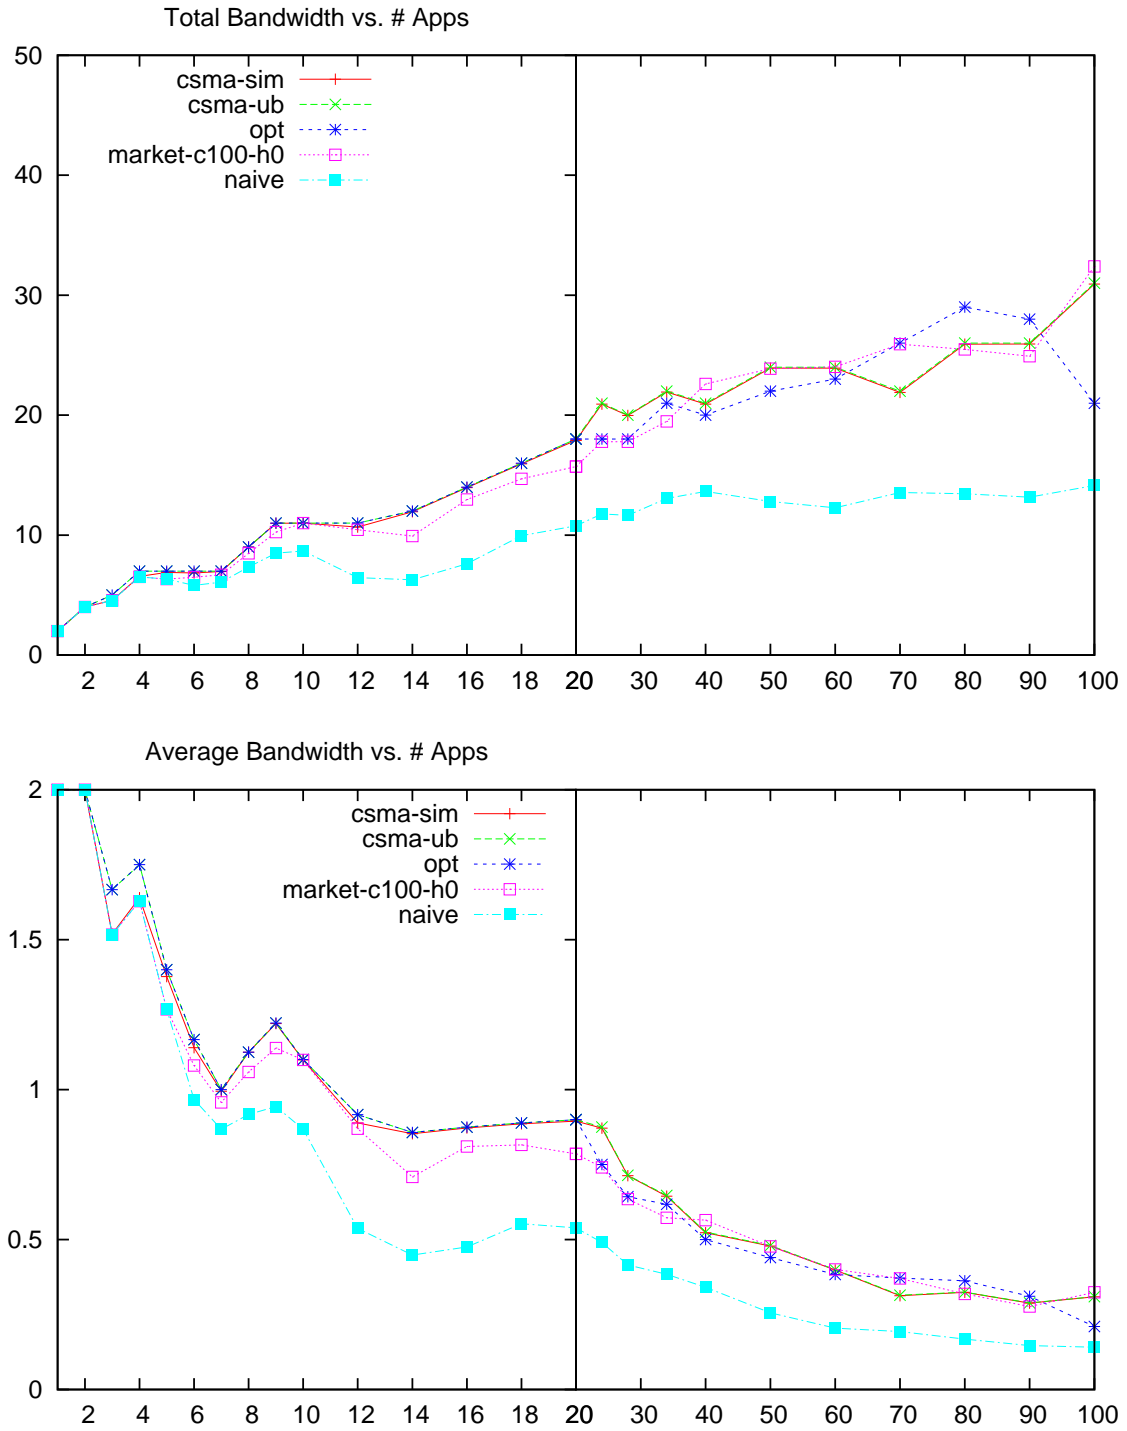 Total Bandwidth vs. # Apps
50
40
30
20
10
0
csma-sim
csma-ub
opt
market-c100-h0
naive
2 4 6 8 10 12 14 16 18 20 20 30 40 50 60 70 80 90 100
Average Bandwidth vs. # Apps
2
1.5
1
0.5
0
csma-sim
csma-ub
opt
market-c100-h0
naive
2 4 6 8 10 12 14 16 18 20 20 30 40 50 60 70 80 90 100